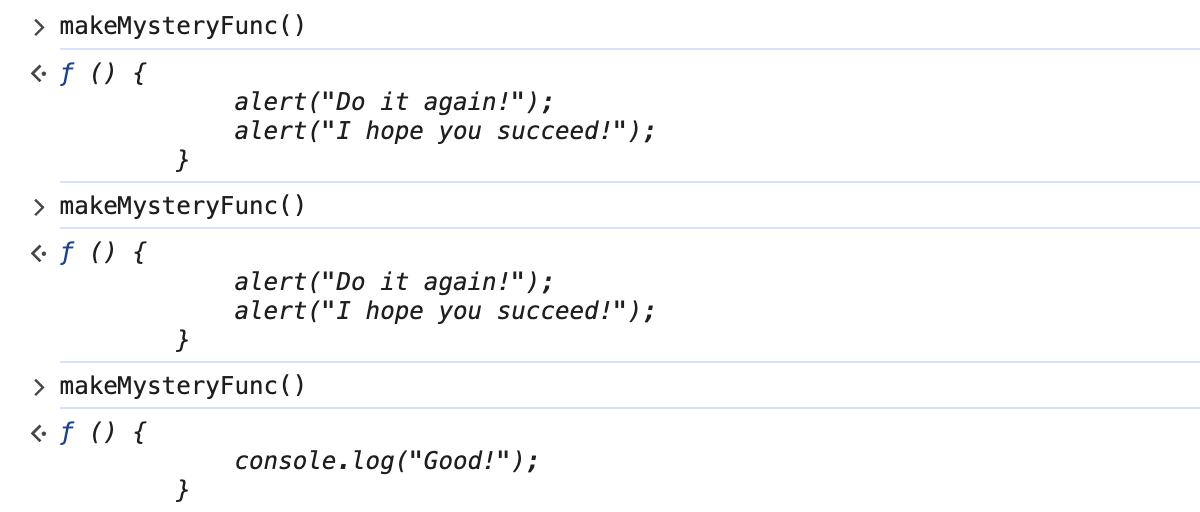 > makeMysteryFunc()
<· ƒ () {
            alert("Do it again!");
            alert("I hope you succeed!");
        }
> makeMysteryFunc()
<· ƒ () {
            alert("Do it again!");
            alert("I hope you succeed!");
        }
> makeMysteryFunc()
<· ƒ () {
            console.log("Good!");
        }